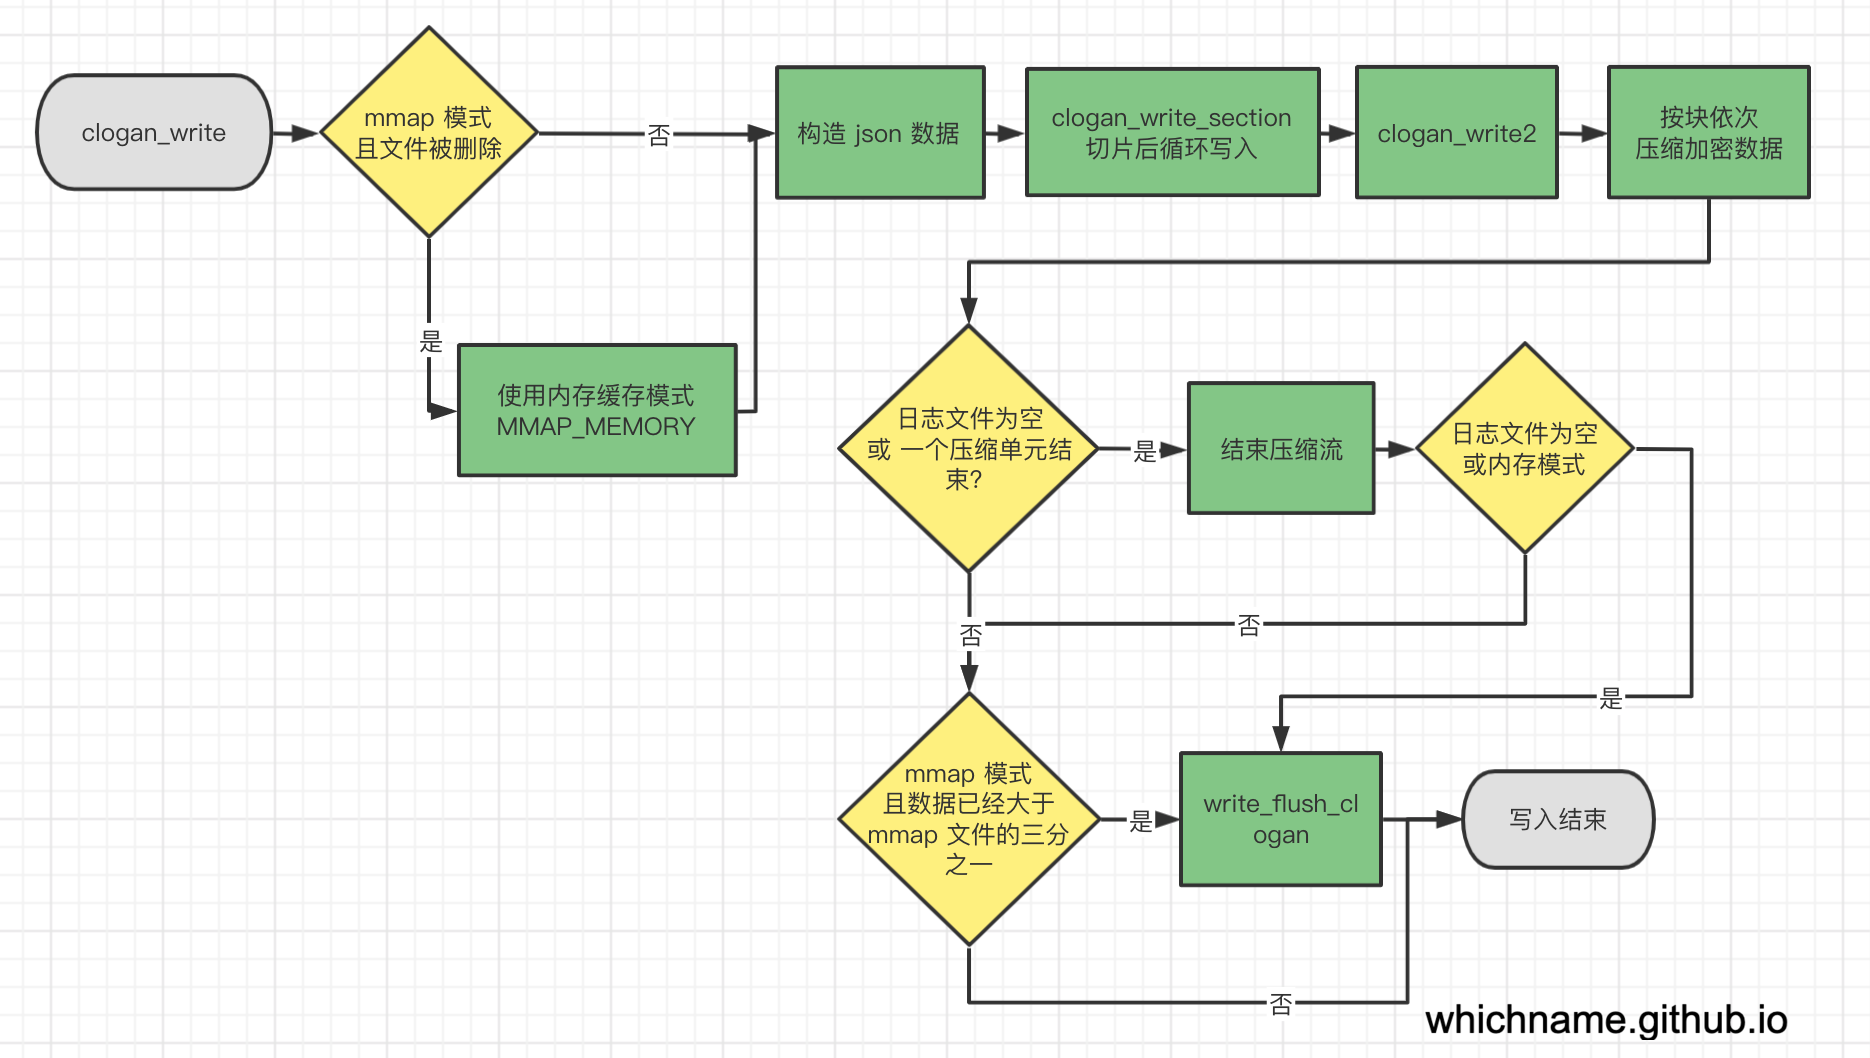 clogan_write
mmap 模式
且文件被删除
否
构造 json 数据
clogan_write_section
切片后循环写入
clogan_write2
按块依次
压缩加密数据
是
使用内存缓存模式
MMAP_MEMORY
日志文件为空
或 一个压缩单元结
束?
是
结束压缩流
日志文件为空
或内存模式
否
否
是
mmap 模式
且数据已经大于
mmap 文件的三分
之一
是
write_flush_cl
ogan
写入结束
否
whichname.github.io